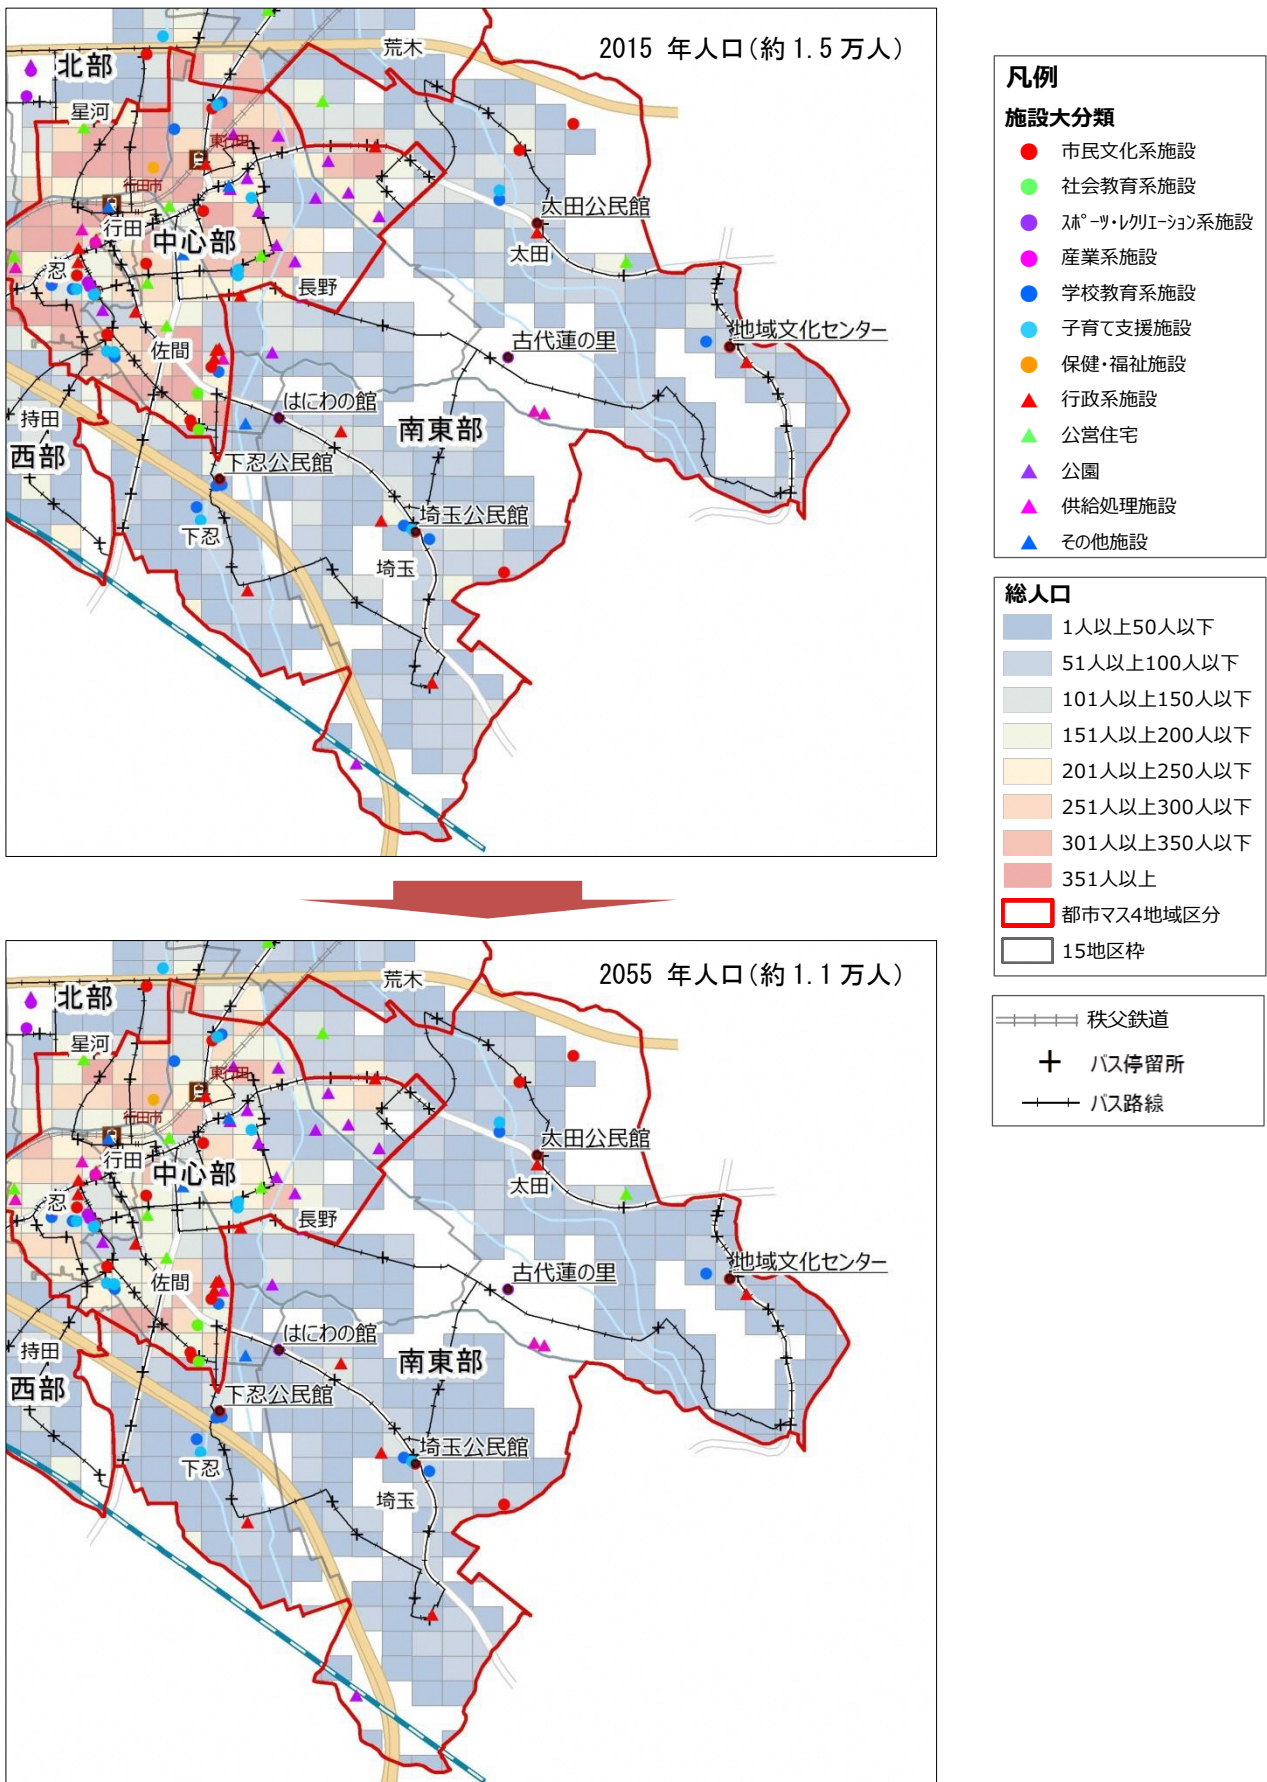 2015 年人口（約 1.5 万人）
荒木
北部
星河
東行田
行田市
行田
中心部
忍
長野
太田公民館
太田
古代蓮の里
地域文化センター
佐間
はにわの館
持田
西部
南東部
下忍公民館
下忍
埼玉公民館
埼玉
2055 年人口（約 1.1 万人）
荒木
北部
星河
東行田
行田市
行田
中心部
忍
長野
太田公民館
太田
古代蓮の里
地域文化センター
佐間
はにわの館
持田
西部
南東部
下忍公民館
下忍
埼玉公民館
埼玉
凡例
施設大分類
市民文化系施設
社会教育系施設
ｽﾎﾟｰﾂ・ﾚｸﾘｴｰｼｮﾝ系施設
産業系施設
学校教育系施設
子育て支援施設
保健・福祉施設
行政系施設
公営住宅
公園
供給処理施設
その他施設
総人口
1人以上50人以下
51人以上100人以下
101人以上150人以下
151人以上200人以下
201人以上250人以下
251人以上300人以下
301人以上350人以下
351人以上
都市マス4地域区分
15地区枠
秩父鉄道
バス停留所
バス路線